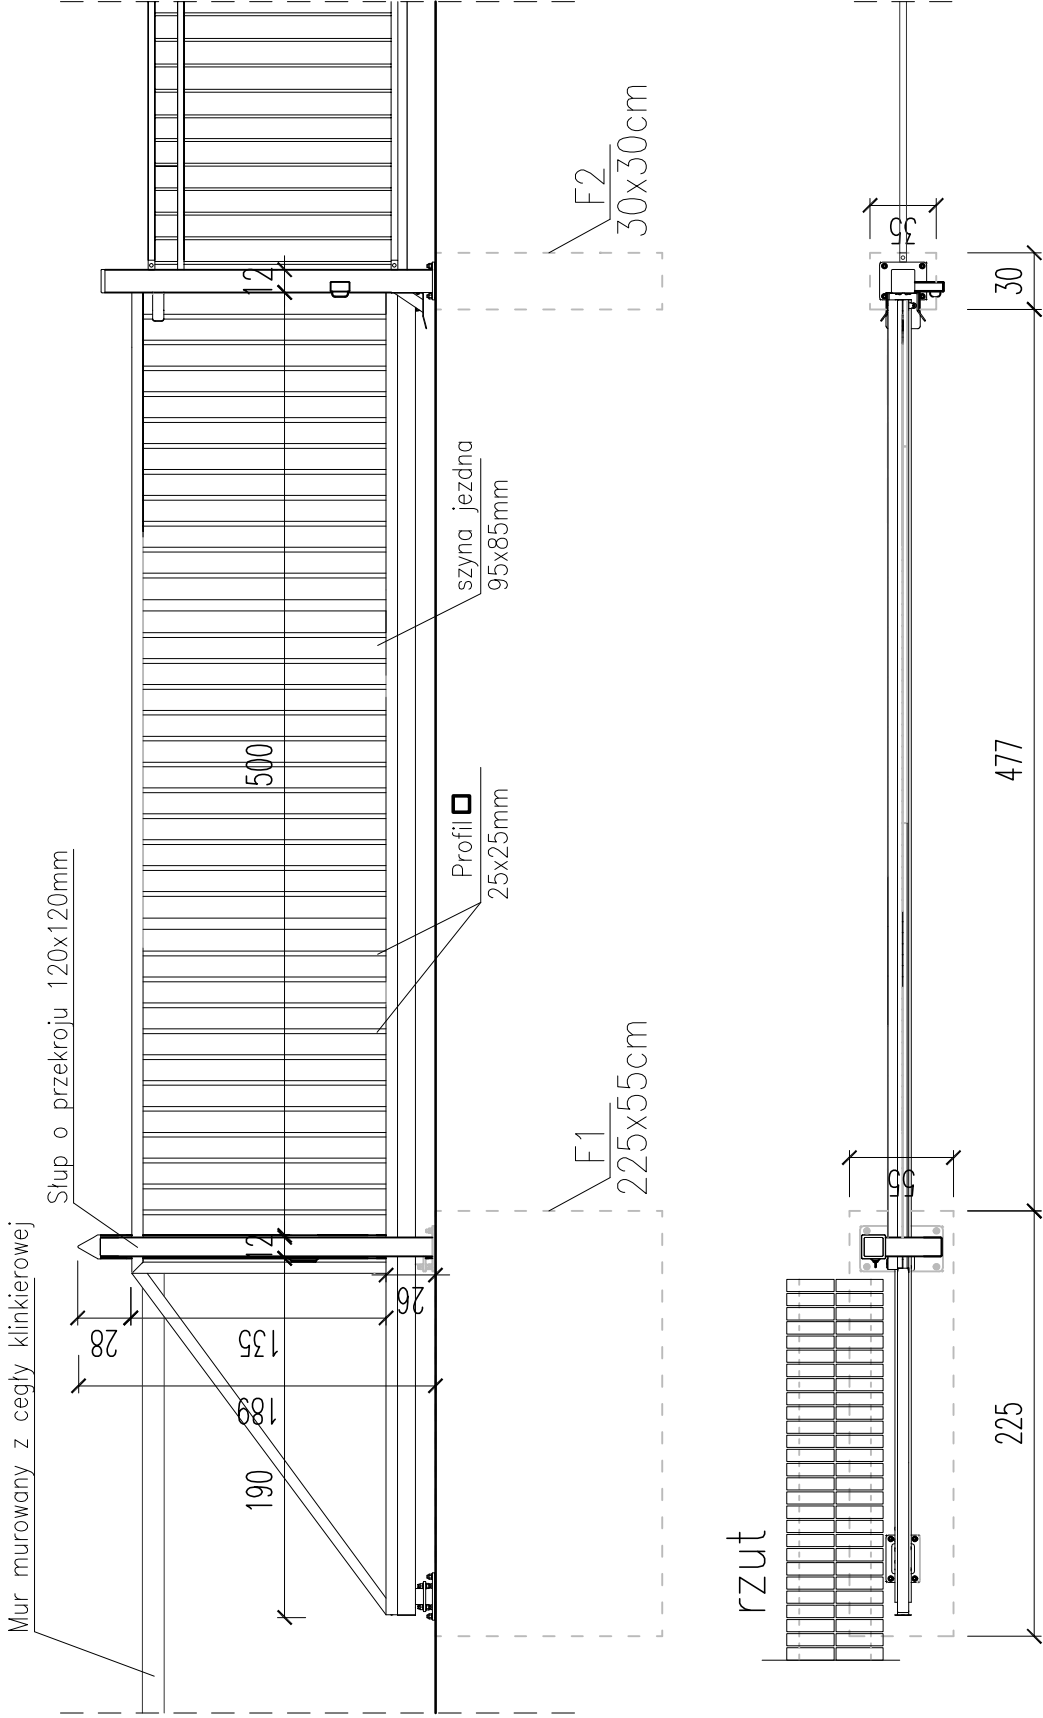 Mur murowany z cegły klinkierowej
Słup o przekroju 120x120mm
28
135
26
189
190
12
500
12
Profil
25x25mm
szyna jezdna
95x85mm
F1
225x55cm
F2
30x30cm
rzut
55
35
225
477
30